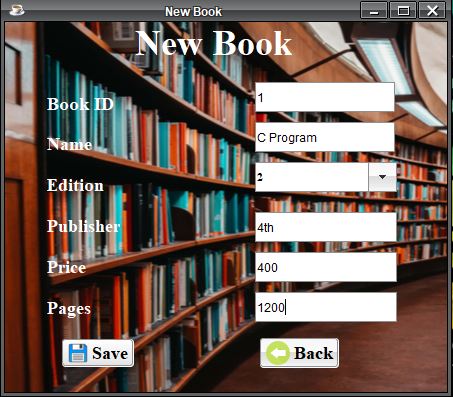 New Book
New Book
Book ID 1
Name C Program
Edition 2
Publisher 4th
Price 400
Pages 1200
Save Back